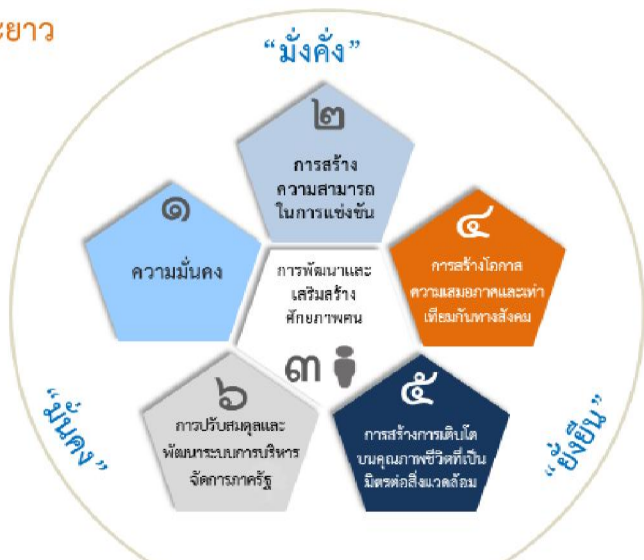 ะยาว
“มั่งคั่ง”
๒
การสร้าง
ความสามารถ
ในการแข่งขัน
๑
ความมั่นคง
การพัฒนาและ
เสริมสร้าง
ศักยภาพคน
๓
๔
การสร้างโอกาส
ความเสมอภาคและเท่า
เทียมกันทางสังคม
๖
การปรับสมดุลและ
พัฒนาระบบการบริหาร
จัดการภาครัฐ
๕
การสร้างการเติบโต
บนคุณภาพชีวิตที่เป็น
มิตรต่อสิ่งแวดล้อม
“มั่นคง”
“ยั่งยืน”